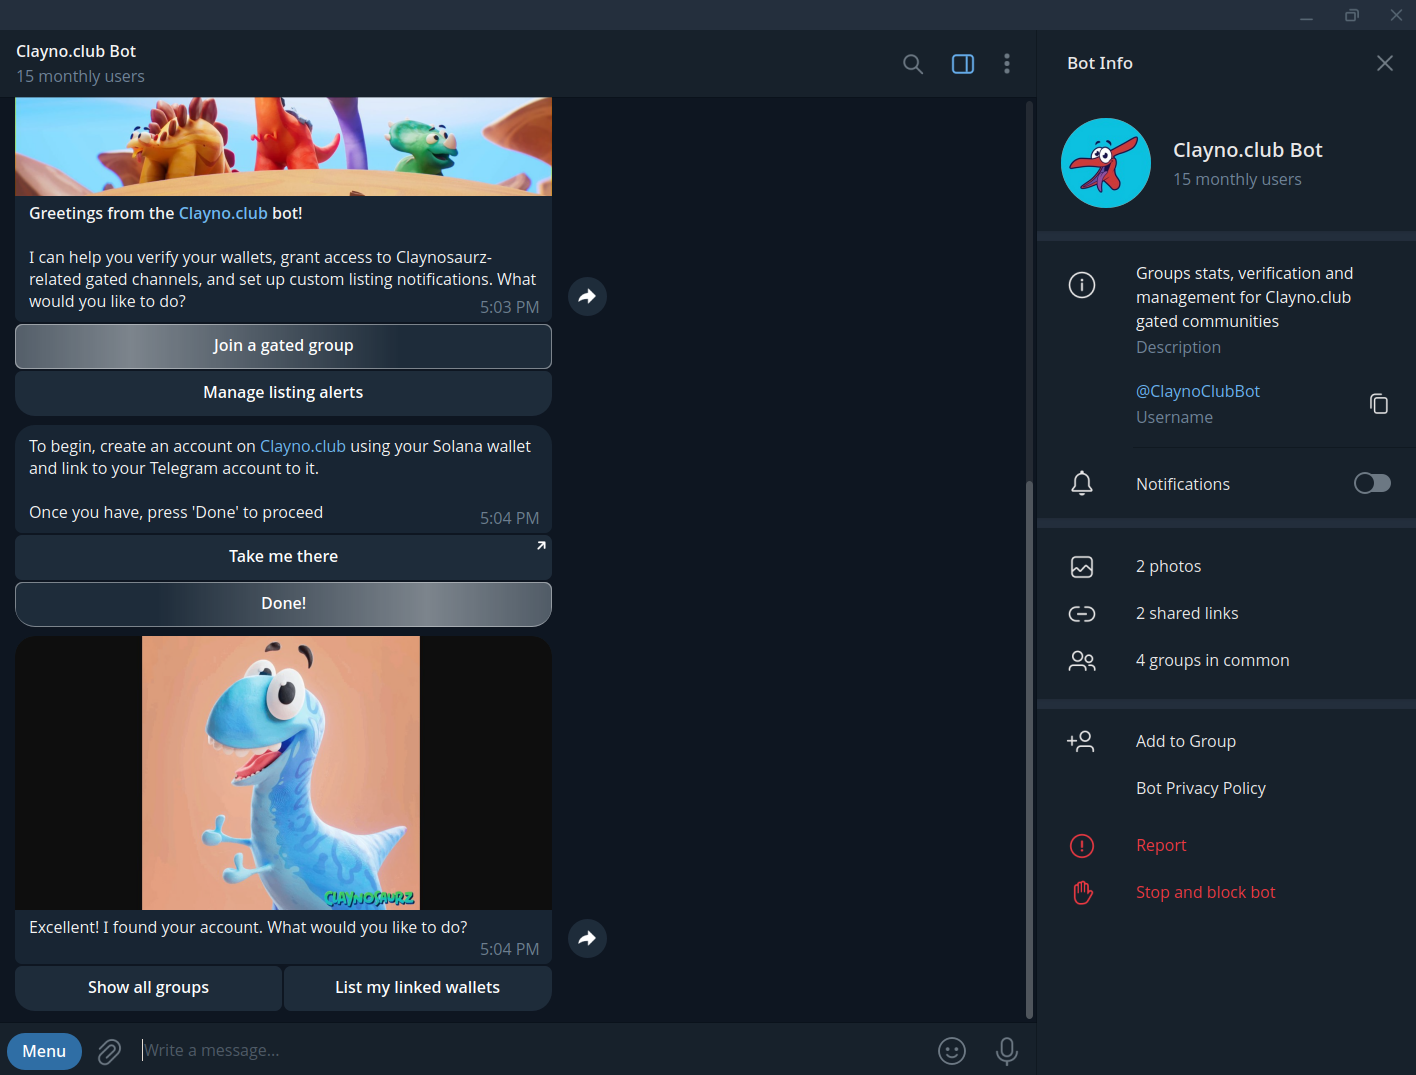 Clayno.club Bot
15 monthly users
Greetings from the Clayno.club bot!
I can help you verify your wallets, grant access to Claynosaurz-
related gated channels, and set up custom listing notifications. What
would you like to do?
5:03 PM
Join a gated group
Manage listing alerts
To begin, create an account on Clayno.club using your Solana wallet
and link to your Telegram account to it.
Once you have, press 'Done' to proceed
5:04 PM
Take me there
Done!
CLAYNOSAURZ
Excellent! I found your account. What would you like to do?
5:04 PM
Show all groups
List my linked wallets
Menu
Write a message...
Bot Info
Clayno.club Bot
15 monthly users
Groups stats, verification and
management for Clayno.club
gated communities
Description
@ClaynoClubBot
Username
Notifications
2 photos
2 shared links
4 groups in common
Add to Group
Bot Privacy Policy
Report
Stop and block bot